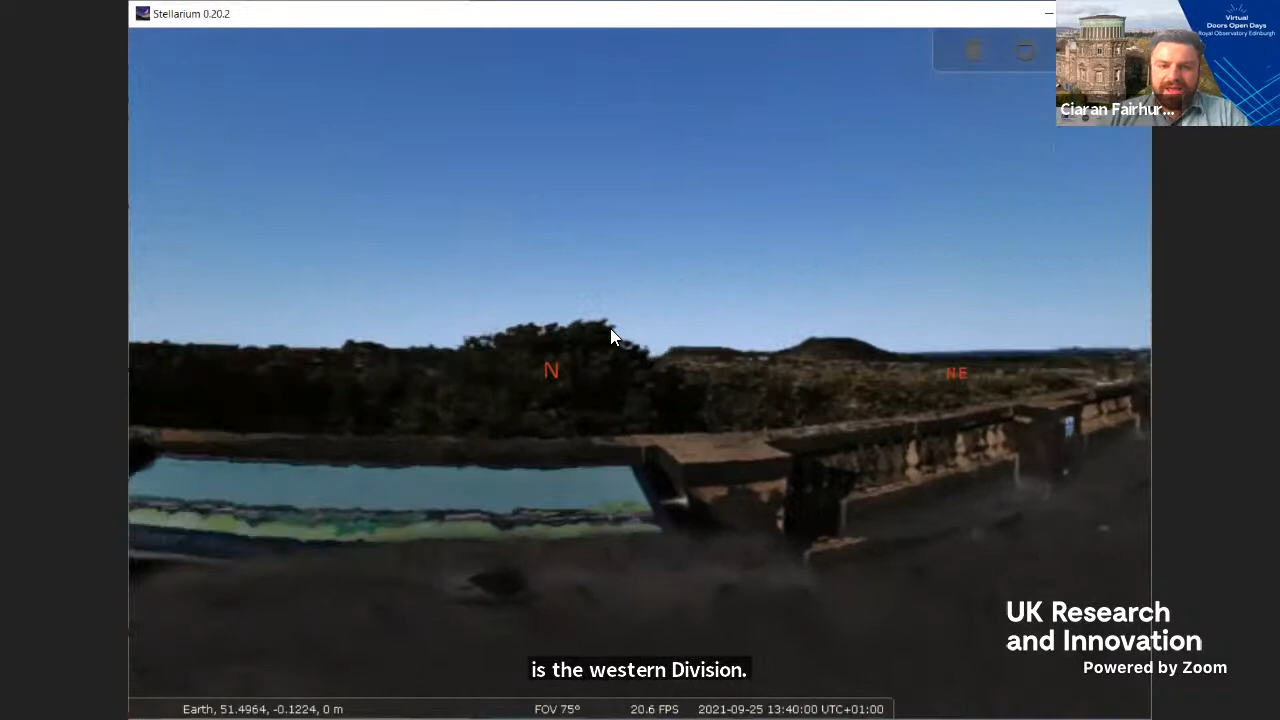 Stellarium 0.20.2
Virtual
Doors Open Days
Royal Observatory Edinburgh
Ciaran Fairhur...
N
NE
UK Research
and Innovation
Powered by Zoom
is the western Division.
Earth, 51.4964, -0.1224, 0 m
FOV 75°
20.6 FPS
2021-09-25 13:40:00 UTC+01:00